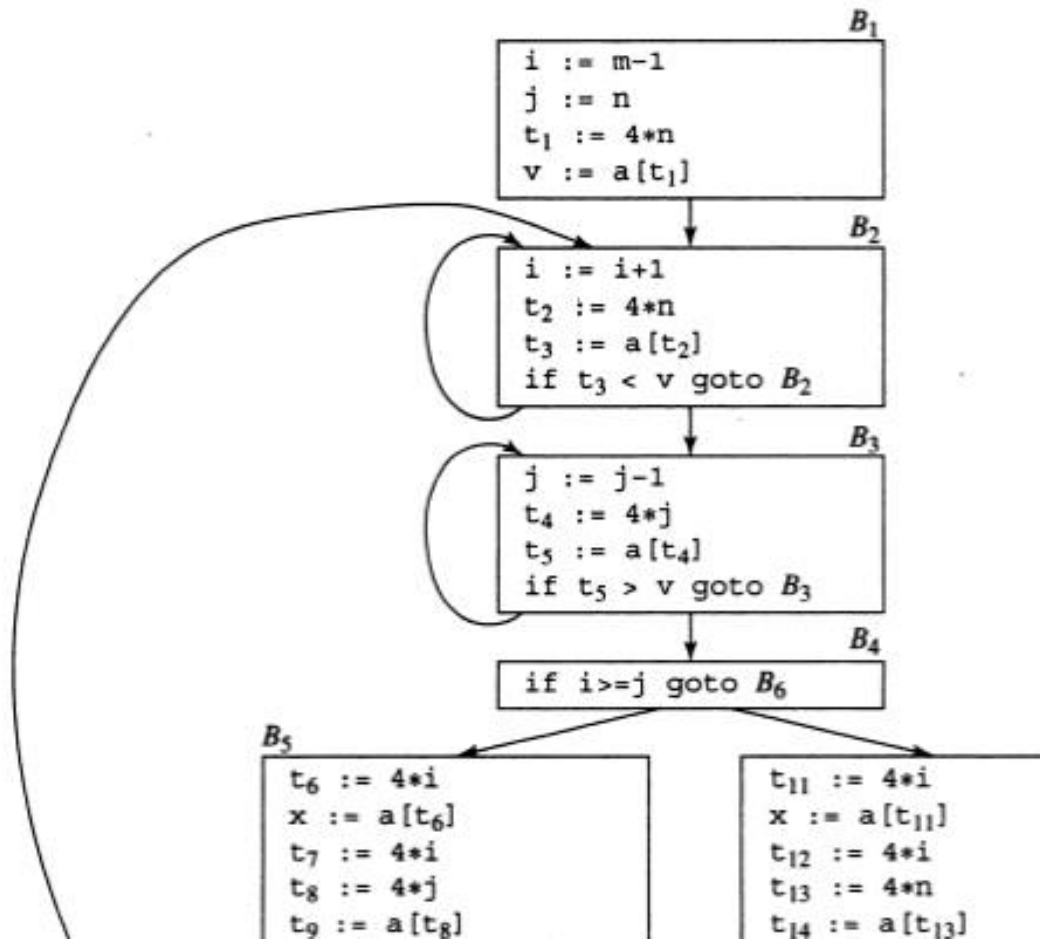 B₁
i := m-1
j := n
t₁ := 4*n
v := a[t₁]
B₂
i := i+1
t₂ := 4*n
t₃ := a[t₂]
if t₃ < v goto B₂
B₃
j := j-1
t₄ := 4*j
t₅ := a[t₄]
if t₅ > v goto B₃
B₄
if i>=j goto B₆
B₅
t₆ := 4*i
x := a[t₆]
t₇ := 4*i
t₈ := 4*j
t₉ := a[t₈]
t₁₁ := 4*i
x := a[t₁₁]
t₁₂ := 4*i
t₁₃ := 4*n
t₁₄ := a[t₁₃]